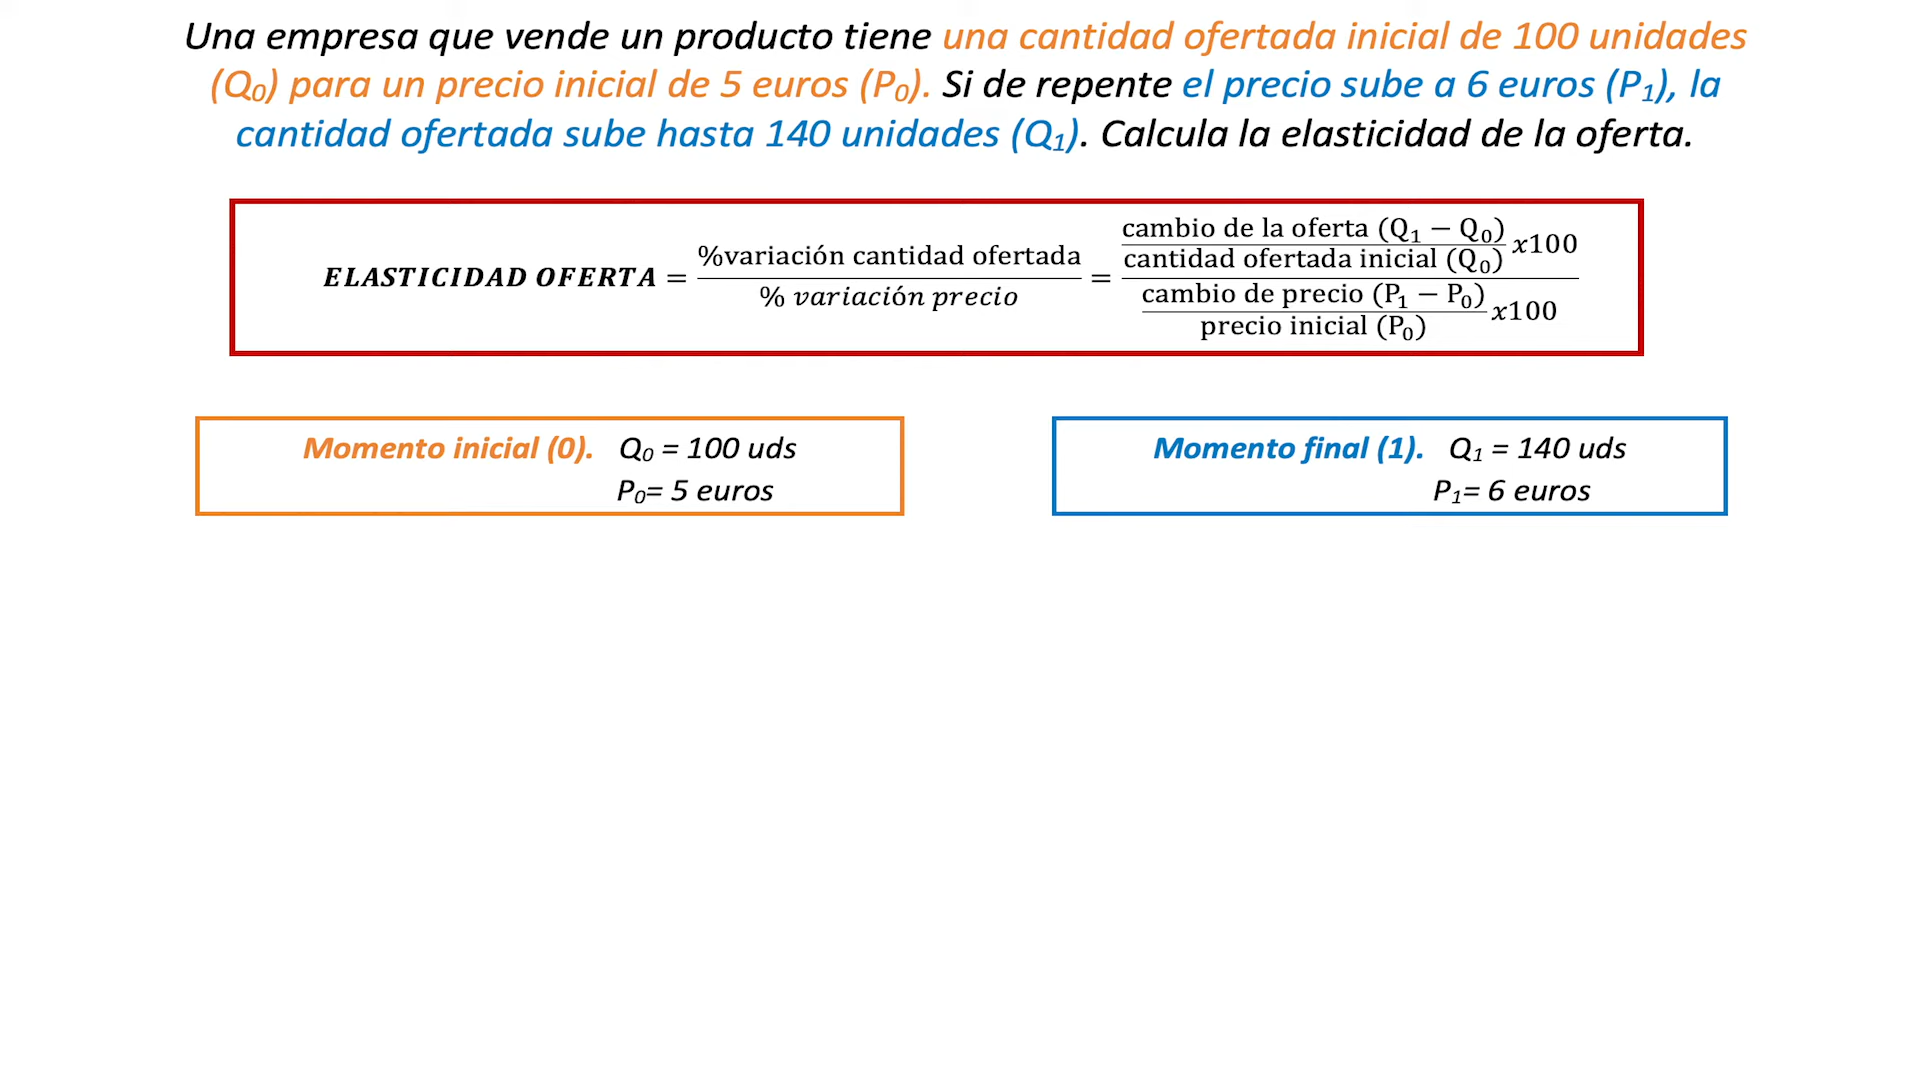 Una empresa que vende un producto tiene una cantidad ofertada inicial de 100 unidades
(Q₀) para un precio inicial de 5 euros (P₀). Si de repente el precio sube a 6 euros (P₁), la
cantidad ofertada sube hasta 140 unidades (Q₁). Calcula la elasticidad de la oferta.
ELASTICIDAD OFERTA = %variación cantidad ofertada / % variación precio = cambio de la oferta (Q₁ − Q₀) / cantidad ofertada inicial (Q₀) x100 / cambio de precio (P₁ − P₀) / precio inicial (P₀) x100
Momento inicial (0). Q₀ = 100 uds
P₀= 5 euros
Momento final (1). Q₁ = 140 uds
P₁= 6 euros